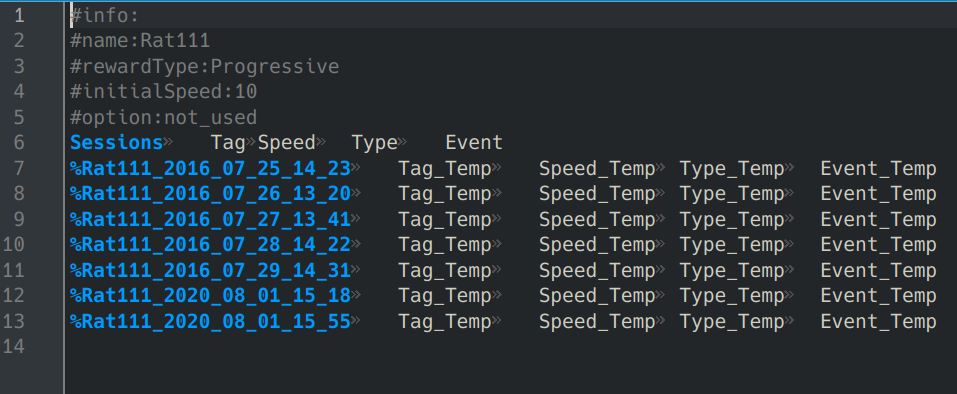 1 #info:
2 #name:Rat111
3 #rewardType:Progressive
4 #initialSpeed:10
5 #option:not_used
6 Sessions» Tag»Speed» Type» Event
7 %Rat111_2016_07_25_14_23» Tag_Temp» Speed_Temp» Type_Temp» Event_Temp
8 %Rat111_2016_07_26_13_20» Tag_Temp» Speed_Temp» Type_Temp» Event_Temp
9 %Rat111_2016_07_27_13_41» Tag_Temp» Speed_Temp» Type_Temp» Event_Temp
10 %Rat111_2016_07_28_14_22» Tag_Temp» Speed_Temp» Type_Temp» Event_Temp
11 %Rat111_2016_07_29_14_31» Tag_Temp» Speed_Temp» Type_Temp» Event_Temp
12 %Rat111_2020_08_01_15_18» Tag_Temp» Speed_Temp» Type_Temp» Event_Temp
13 %Rat111_2020_08_01_15_55» Tag_Temp» Speed_Temp» Type_Temp» Event_Temp
14